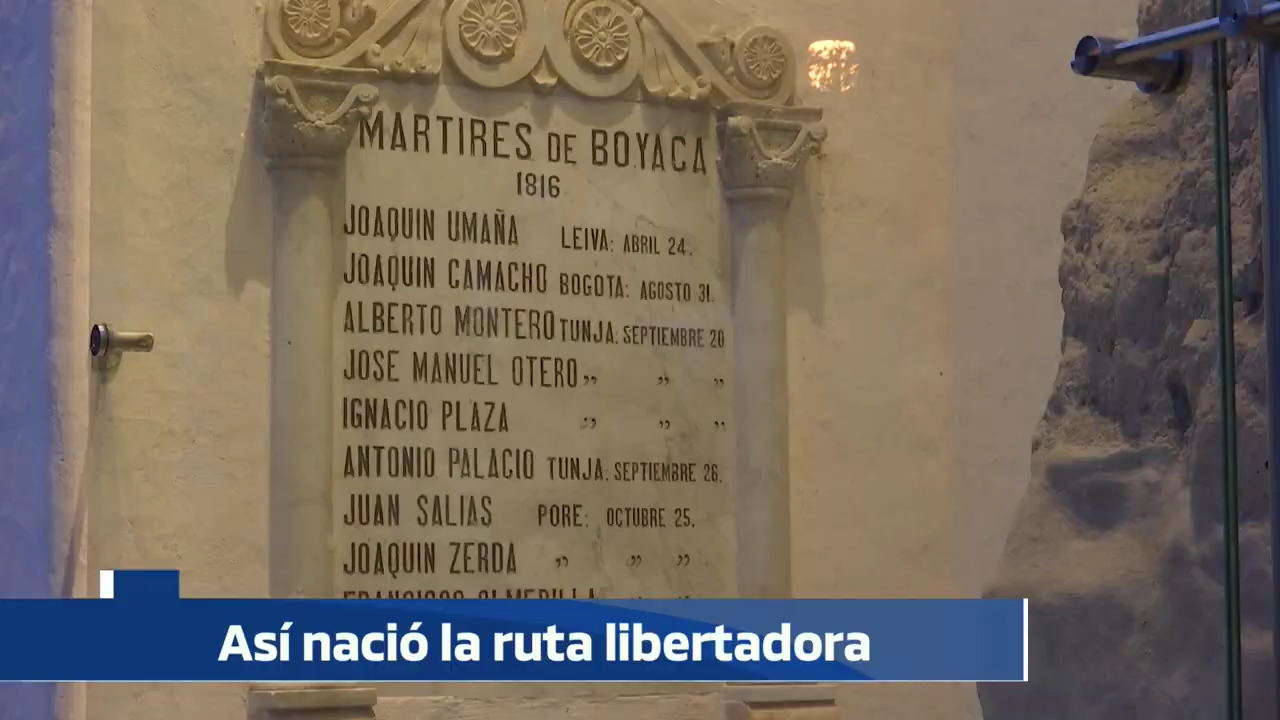 MARTIRES DE BOYACA
1816
JOAQUIN UMAÑA LEIVA: ABRIL 24.
JOAQUIN CAMACHO BOGOTA: AGOSTO 31.
ALBERTO MONTERO TUNJA: SEPTIEMBRE 20
JOSE MANUEL OTERO ,, ,, ,,
IGNACIO PLAZA ,, ,, ,,
ANTONIO PALACIO TUNJA: SEPTIEMBRE 26.
JUAN SALIAS PORE: OCTUBRE 25.
JOAQUIN ZERDA ,, ,, ,,
FRANCISCO
Así nació la ruta libertadora